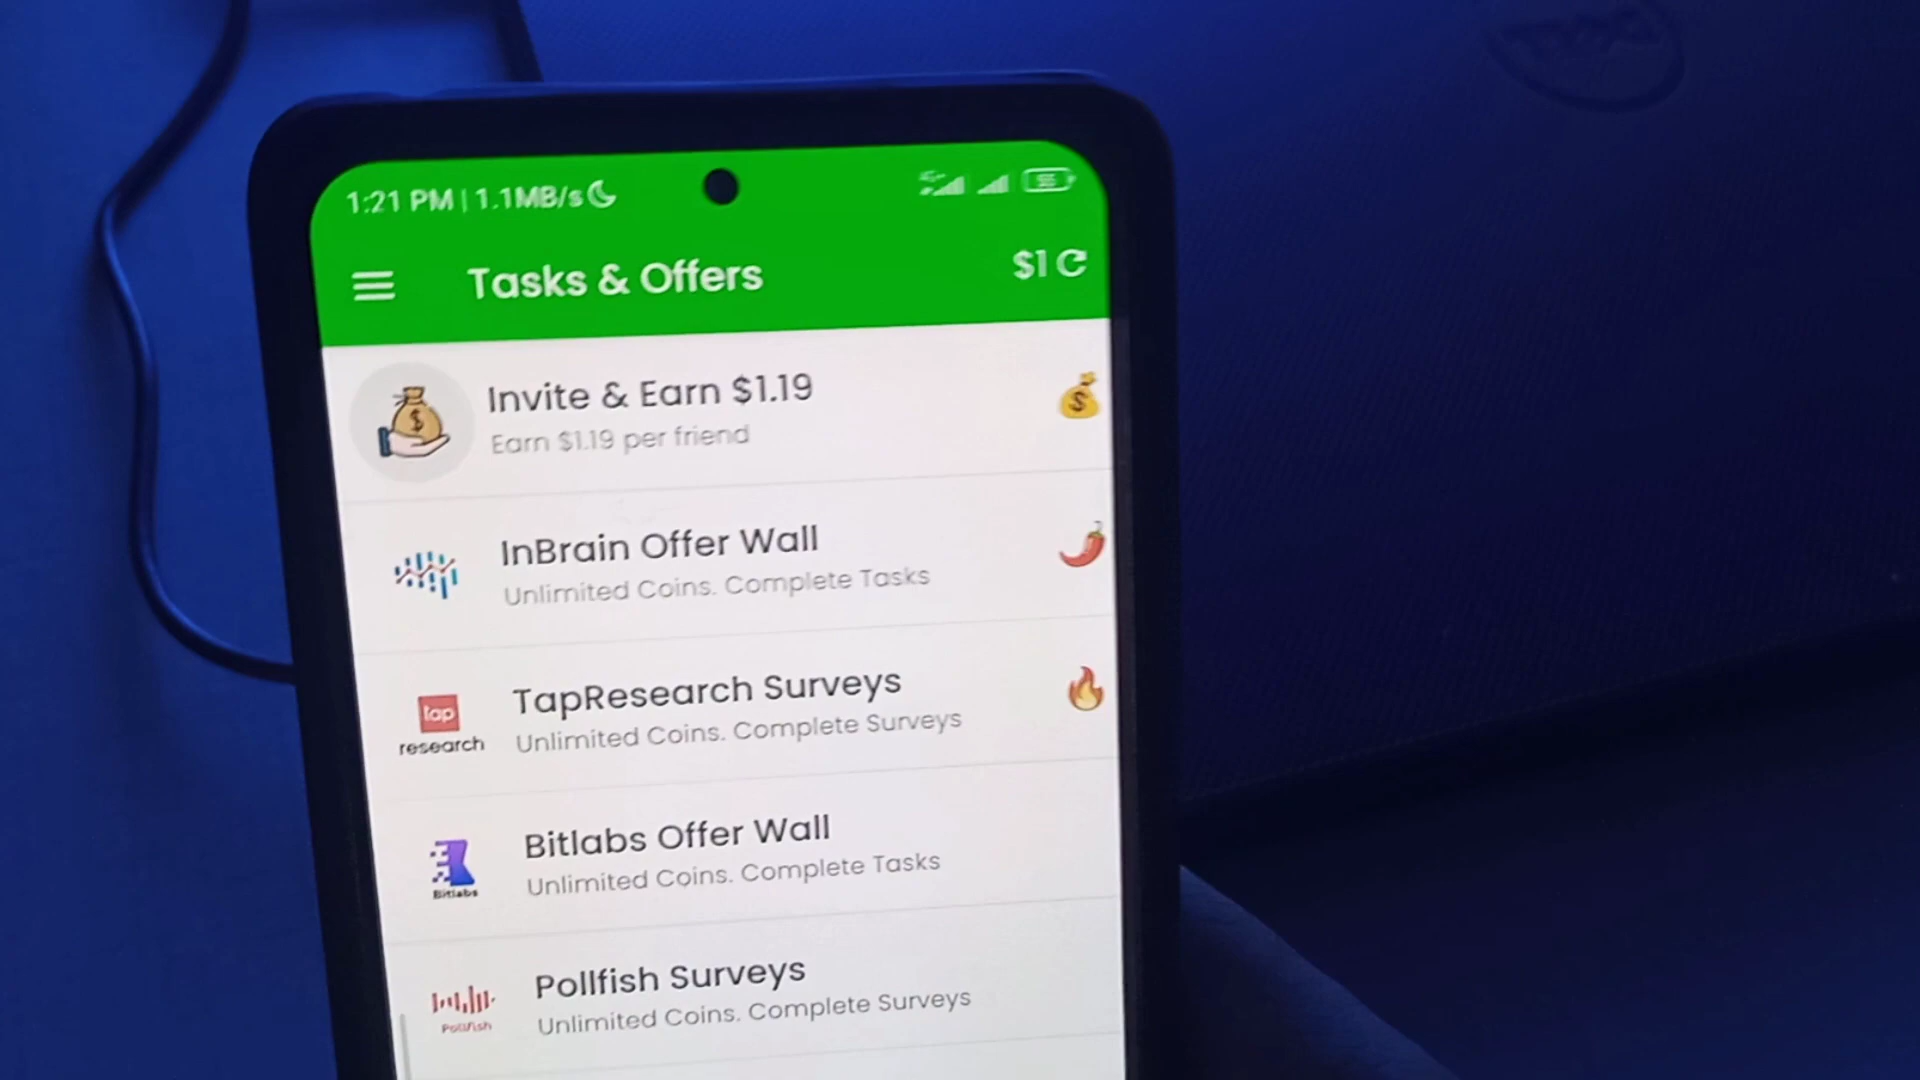 1:21 PM | 1.1MB/s
55
Tasks & Offers
$1
Invite & Earn $1.19
Earn $1.19 per friend
InBrain Offer Wall
Unlimited Coins. Complete Tasks
tap
research
TapResearch Surveys
Unlimited Coins. Complete Surveys
Bitlabs
Bitlabs Offer Wall
Unlimited Coins. Complete Tasks
Pollfish
Pollfish Surveys
Unlimited Coins. Complete Surveys